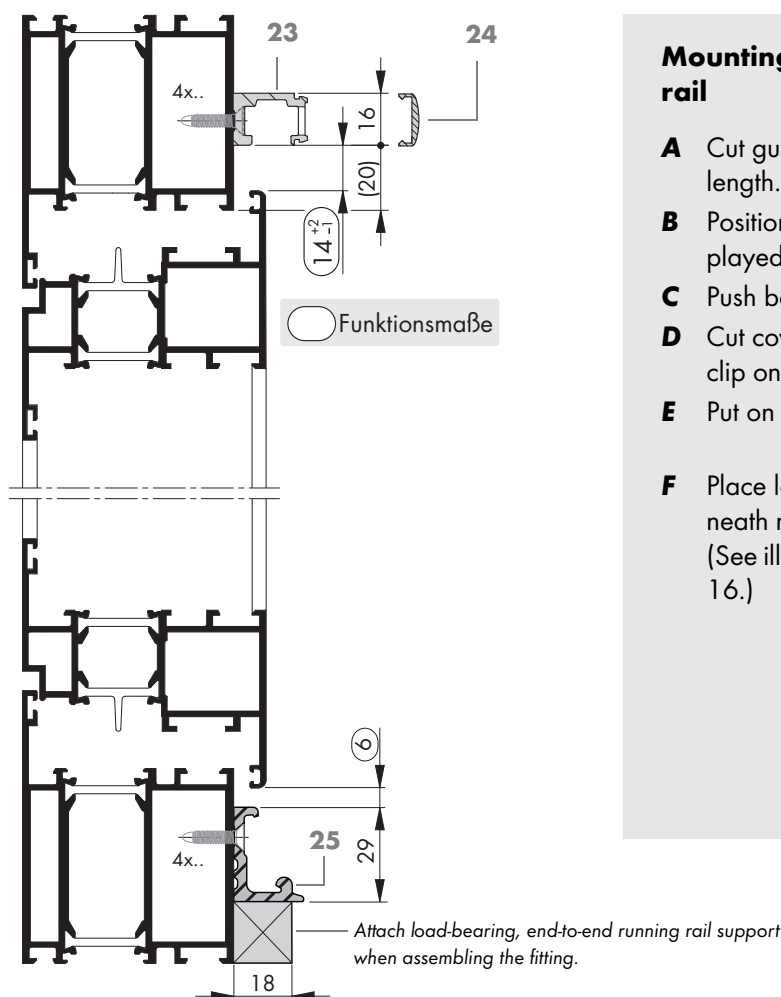 23
24
4x..
16
(20)
14 +2 -1
Funktionsmaße
6
25
29
4x..
Attach load-bearing, end-to-end running rail support
when assembling the fitting.
18
Mounting
rail
A Cut gu
length.
B Position
played
C Push b
D Cut cov
clip on
E Put on
F Place l
neath
(See ill
16.)